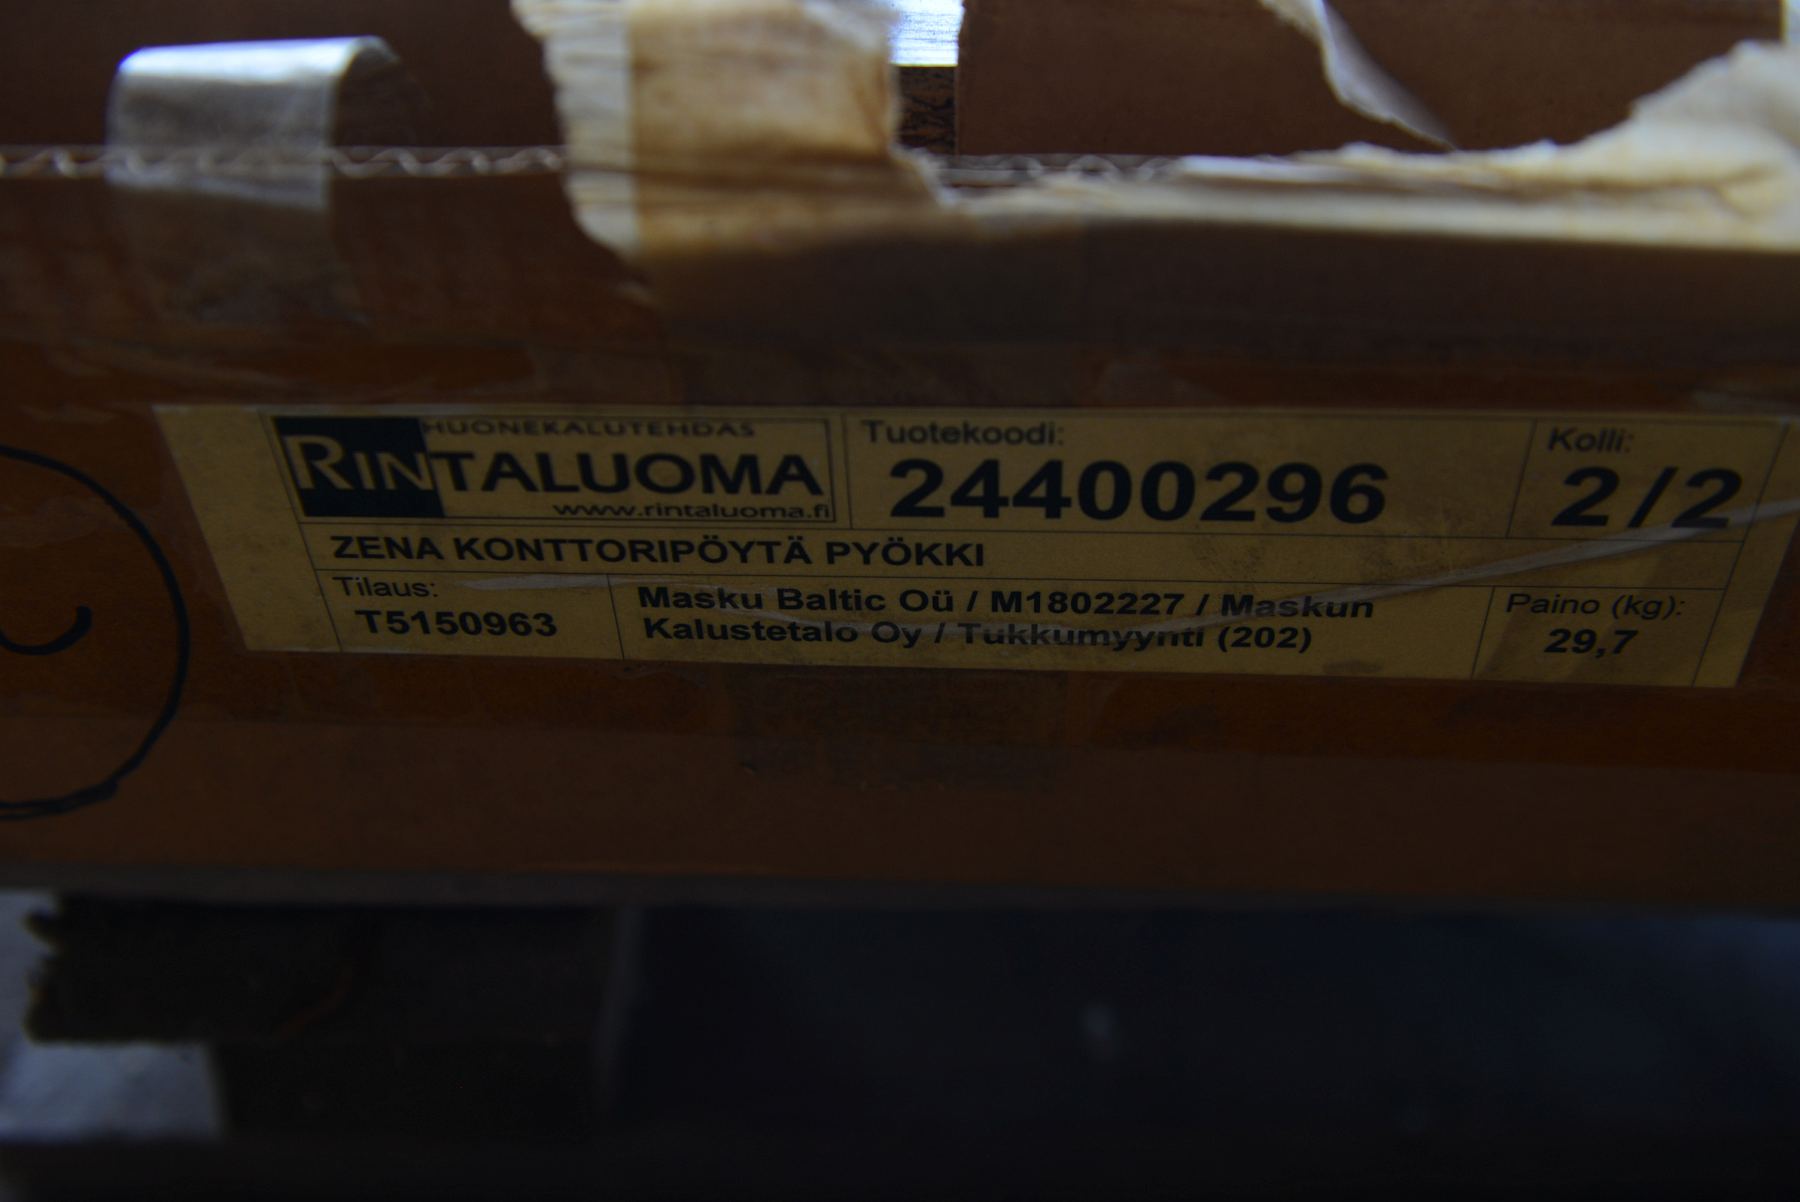 HUONEKALUTEHDAS
RINTALUOMA
www.rintaluoma.fi
Tuotekoodi:
24400296
Kolli:
2/2
ZENA KONTTORIPÖYTÄ PYÖKKI
Tilaus:
T5150963
Masku Baltic Oü / M1802227 / Maskun
Kalustetalo Oy / Tukkumyynti (202)
Paino (kg):
29,7